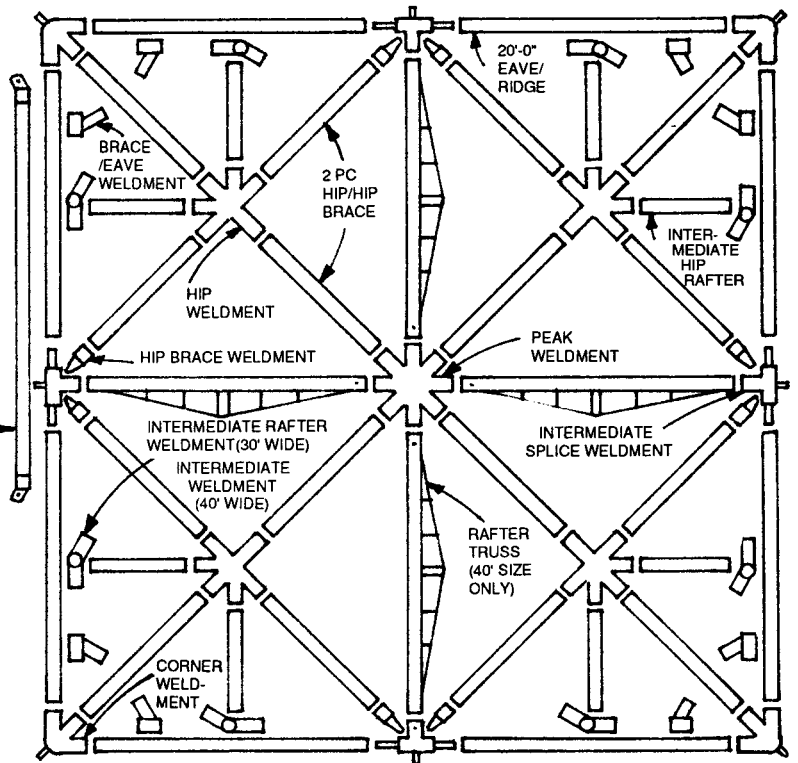 20'-0"
EAVE/
RIDGE
BRACE
/EAVE
WELDMENT
2 PC
HIP/HIP
BRACE
INTER-
MEDIATE
HIP
RAFTER
HIP
WELDMENT
PEAK
WELDMENT
HIP BRACE WELDMENT
INTERMEDIATE RAFTER
WELDMENT(30' WIDE)
INTERMEDIATE
WELDMENT
(40' WIDE)
INTERMEDIATE
SPLICE WELDMENT
RAFTER
TRUSS
(40' SIZE
ONLY)
CORNER
WELD-
MENT